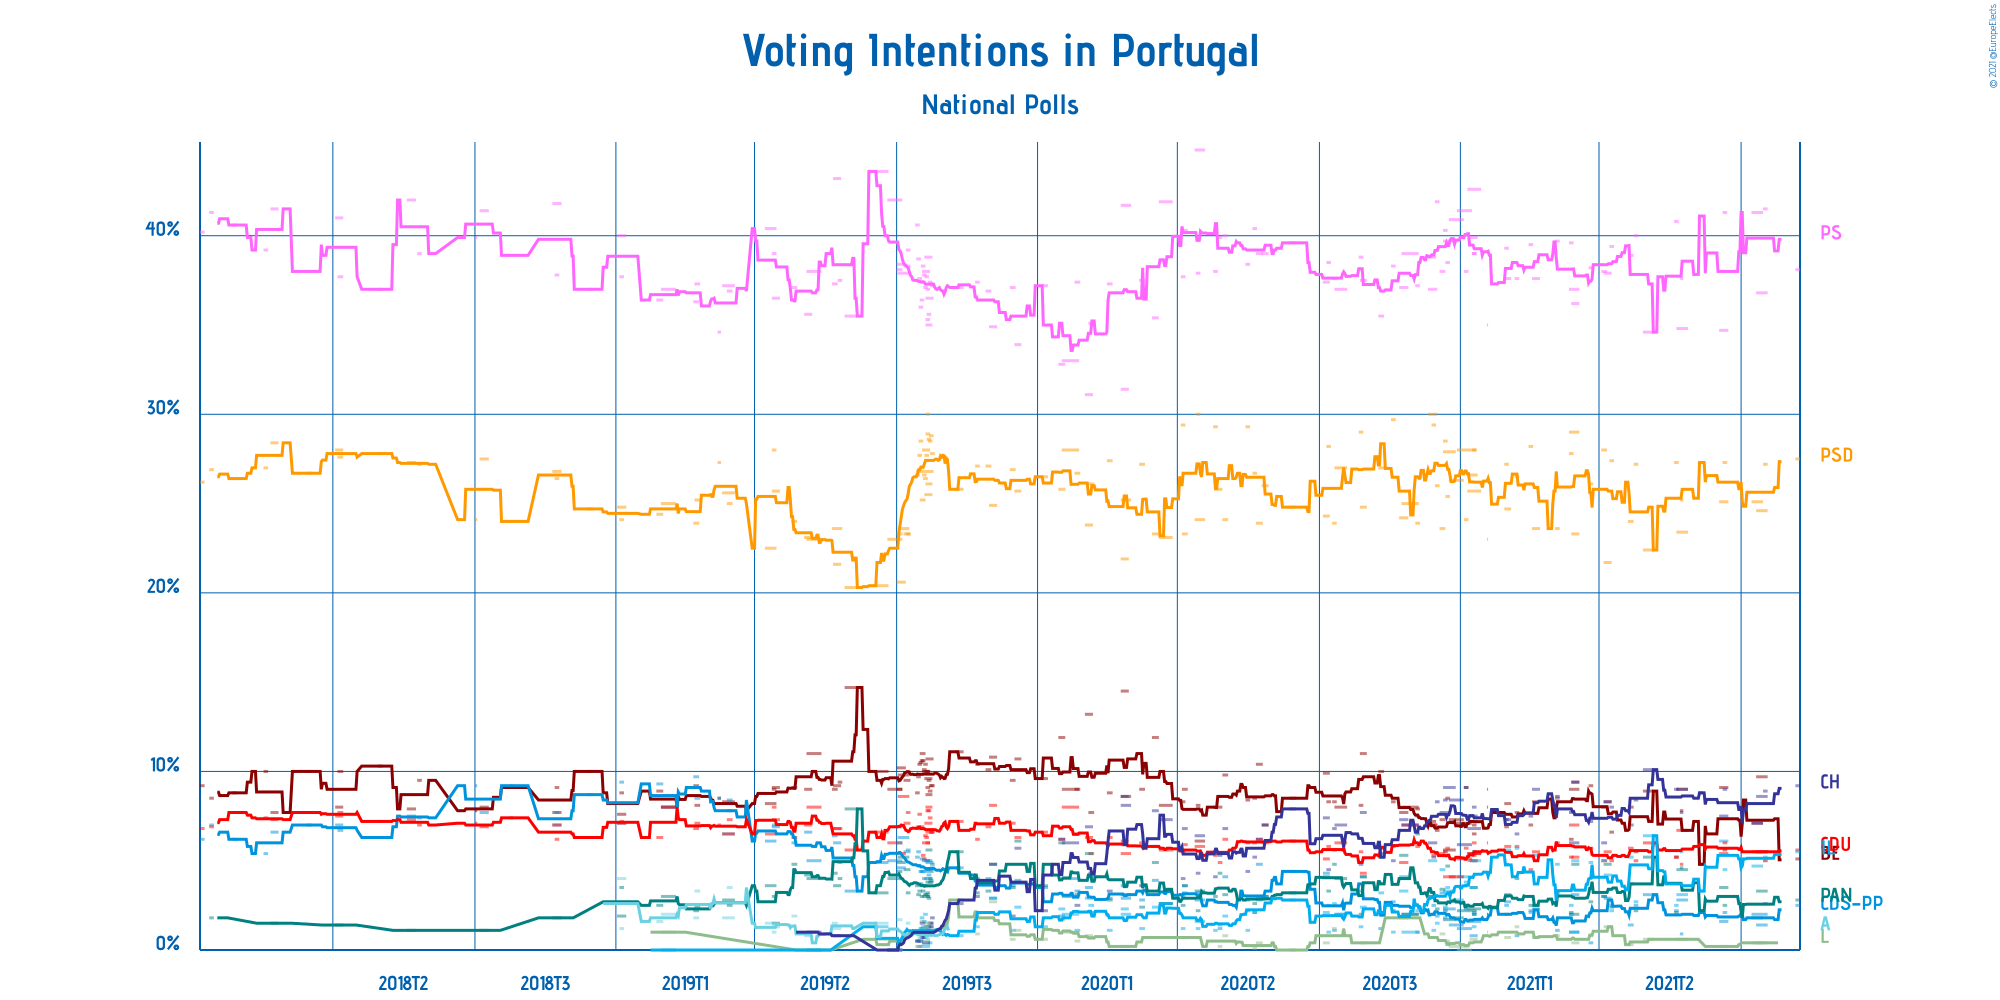 Voting Intentions in Portugal
National Polls
© 2021 @EuropeElects
40%
30%
20%
10%
0%
PS
PSD
CH
CDU
BE
PAN
CDS-PP
A
L
2018T2
2018T3
2019T1
2019T2
2019T3
2020T1
2020T2
2020T3
2021T1
2021T2